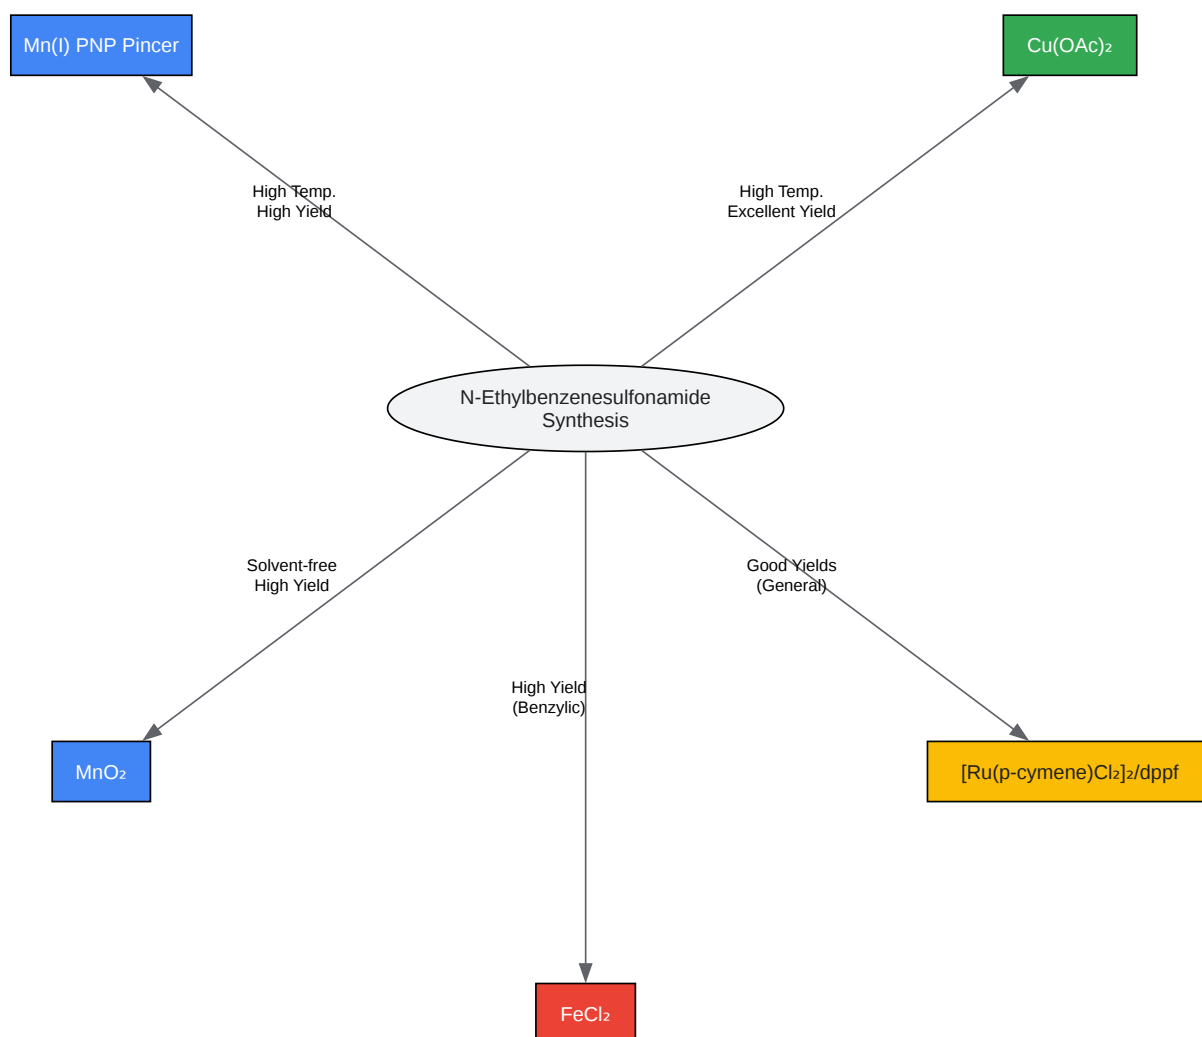 Mn(I) PNP Pincer
Cu(OAc)₂
High Temp.
High Yield
High Temp.
Excellent Yield
N-Ethylbenzenesulfonamide
Synthesis
Solvent-free
High Yield
Good Yields
(General)
High Yield
(Benzylic)
MnO₂
[Ru(p-cymene)Cl₂]₂/dppf
FeCl₂